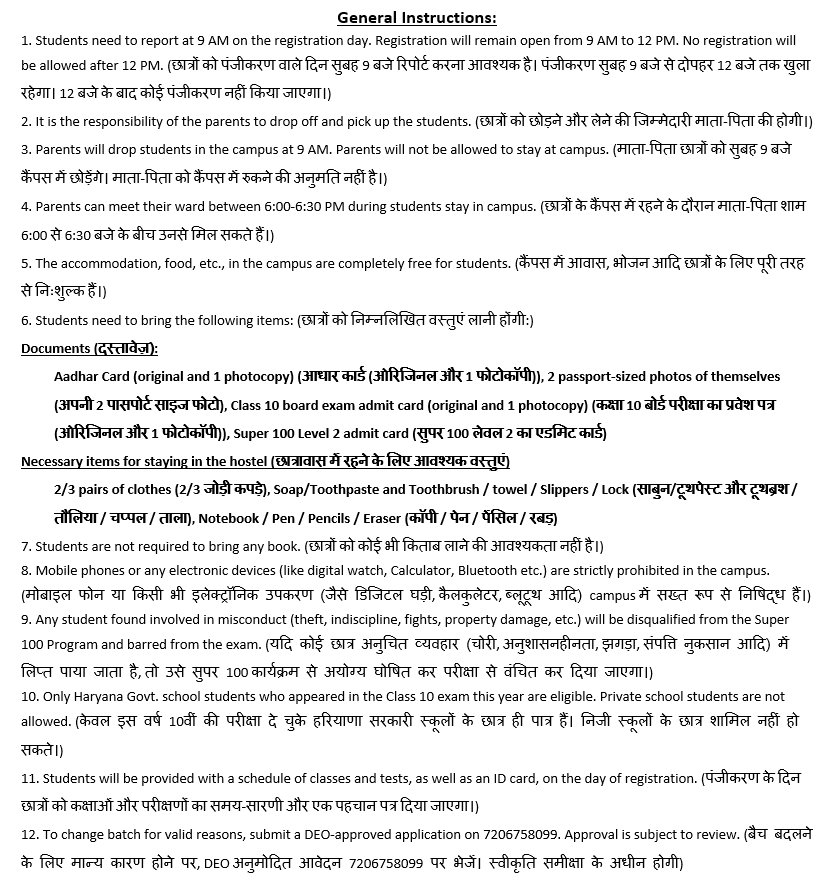 General Instructions:
1. Students need to report at 9 AM on the registration day. Registration will remain open from 9 AM to 12 PM. No registration will
be allowed after 12 PM. (छात्रों को पंजीकरण वाले दिन सुबह 9 बजे रिपोर्ट करना आवश्यक है। पंजीकरण सुबह 9 बजे से दोपहर 12 बजे तक खुला
रहेगा। 12 बजे के बाद कोई पंजीकरण नहीं किया जाएगा।)
2. It is the responsibility of the parents to drop off and pick up the students. (छात्रों को छोड़ने और लेने की जिम्मेदारी माता-पिता की होगी।)
3. Parents will drop students in the campus at 9 AM. Parents will not be allowed to stay at campus. (माता-पिता छात्रों को सुबह 9 बजे
कैंपस में छोड़ेंगे। माता-पिता को कैंपस में रुकने की अनुमति नहीं है।)
4. Parents can meet their ward between 6:00-6:30 PM during students stay in campus. (छात्रों के कैंपस में रहने के दौरान माता-पिता शाम
6:00 से 6:30 बजे के बीच उनसे मिल सकते हैं।)
5. The accommodation, food, etc., in the campus are completely free for students. (कैंपस में आवास, भोजन आदि छात्रों के लिए पूरी तरह
से निःशुल्क हैं।)
6. Students need to bring the following items: (छात्रों को निम्नलिखित वस्तुएं लानी होंगी:)
Documents (दस्तावेज़):
Aadhar Card (original and 1 photocopy) (आधार कार्ड (ओरिजिनल और 1 फोटोकॉपी)), 2 passport-sized photos of themselves
(अपनी 2 पासपोर्ट साइज फोटो), Class 10 board exam admit card (original and 1 photocopy) (कक्षा 10 बोर्ड परीक्षा का प्रवेश पत्र
(ओरिजिनल और 1 फोटोकॉपी)), Super 100 Level 2 admit card (सुपर 100 लेवल 2 का एडमिट कार्ड)
Necessary items for staying in the hostel (छात्रावास में रहने के लिए आवश्यक वस्तुएं)
2/3 pairs of clothes (2/3 जोड़ी कपड़े), Soap/Toothpaste and Toothbrush / towel / Slippers / Lock (साबुन/टूथपेस्ट और टूथब्रश /
तौलिया / चप्पल / ताला), Notebook / Pen / Pencils / Eraser (कॉपी / पेन / पेंसिल / रबड़)
7. Students are not required to bring any book. (छात्रों को कोई भी किताब लाने की आवश्यकता नहीं है।)
8. Mobile phones or any electronic devices (like digital watch, Calculator, Bluetooth etc.) are strictly prohibited in the campus.
(मोबाइल फोन या किसी भी इलेक्ट्रॉनिक उपकरण (जैसे डिजिटल घड़ी, कैलकुलेटर, ब्लूटूथ आदि) campus में सख्त रूप से निषिद्ध हैं।)
9. Any student found involved in misconduct (theft, indiscipline, fights, property damage, etc.) will be disqualified from the Super
100 Program and barred from the exam. (यदि कोई छात्र अनुचित व्यवहार (चोरी, अनुशासनहीनता, झगड़ा, संपत्ति नुकसान आदि) में
लिप्त पाया जाता है, तो उसे सुपर 100 कार्यक्रम से अयोग्य घोषित कर परीक्षा से वंचित कर दिया जाएगा।)
10. Only Haryana Govt. school students who appeared in the Class 10 exam this year are eligible. Private school students are not
allowed. (केवल इस वर्ष 10वीं की परीक्षा दे चुके हरियाणा सरकारी स्कूलों के छात्र ही पात्र हैं। निजी स्कूलों के छात्र शामिल नहीं हो
सकते।)
11. Students will be provided with a schedule of classes and tests, as well as an ID card, on the day of registration. (पंजीकरण के दिन
छात्रों को कक्षाओं और परीक्षणों का समय-सारणी और एक पहचान पत्र दिया जाएगा।)
12. To change batch for valid reasons, submit a DEO-approved application on 7206758099. Approval is subject to review. (बैच बदलने
के लिए मान्य कारण होने पर, DEO अनुमोदित आवेदन 7206758099 पर भेजें। स्वीकृति समीक्षा के अधीन होगी)